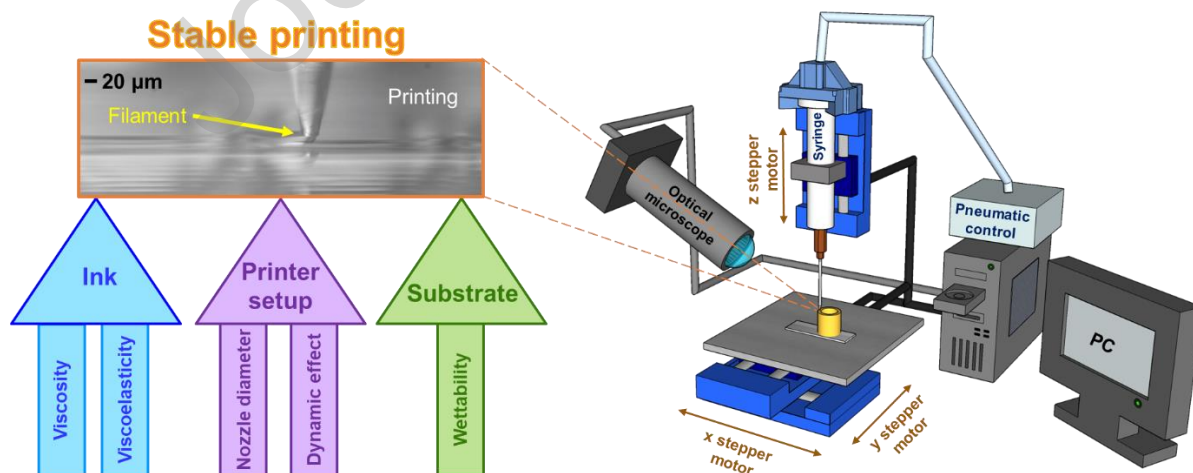 Stable printing
20 µm
Printing
Filament
Ink
Printer
setup
Substrate
Viscosity
Viscoelasticity
Nozzle diameter
Dynamic effect
Wettability
Syringe
z stepper
motor
Optical
microscope
Pneumatic
control
PC
x stepper
motor
y stepper
motor